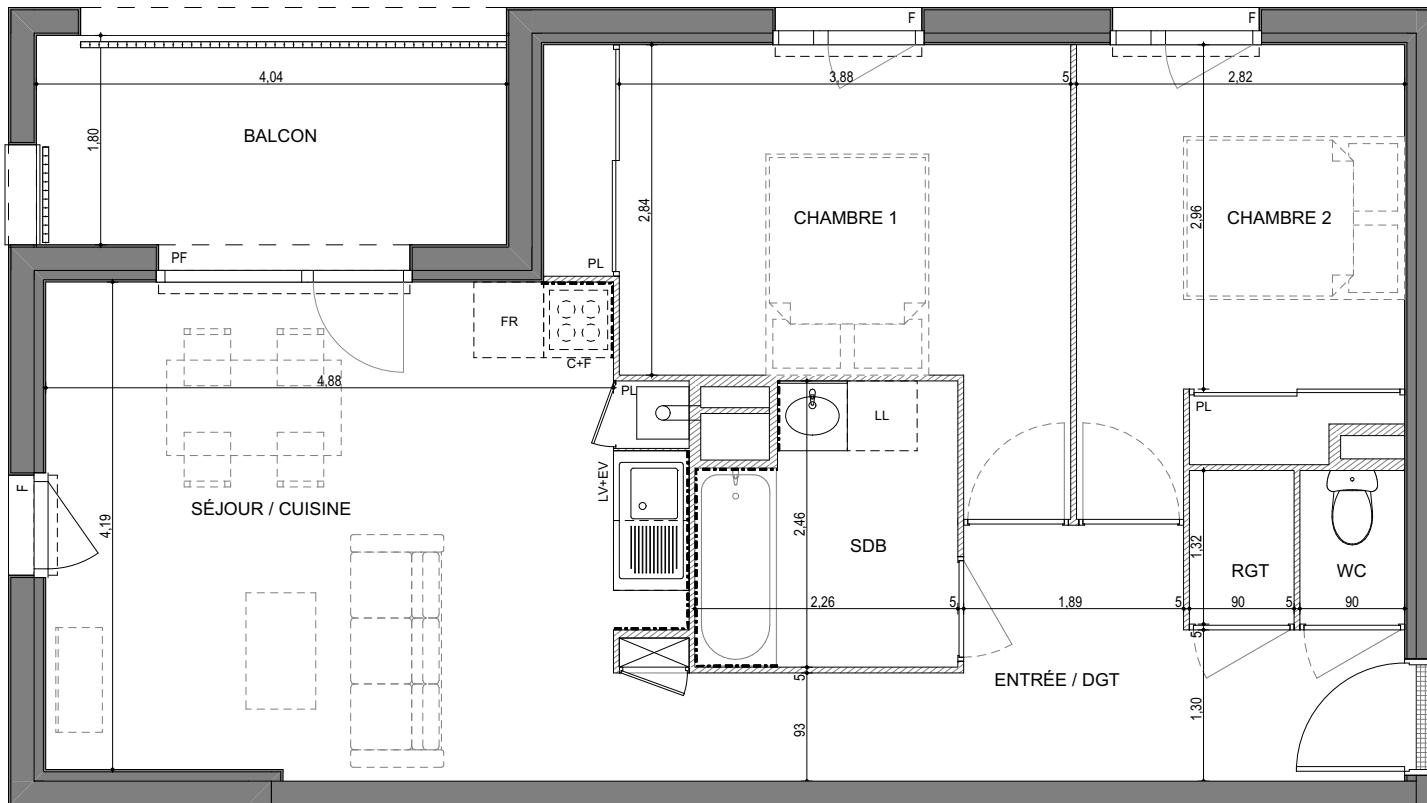 F
F
4,04
3,88
5
2,82
1,80
BALCON
2,84
CHAMBRE 1
2,96
CHAMBRE 2
PF
PL
FR
C+F
4,88
PL
LL
PL
LV+EV
F
4,19
SÉJOUR / CUISINE
2,46
SDB
1,32
RGT
WC
2,26
5
1,89
5
90
5
90
5
5
ENTRÉE / DGT
93
1,30